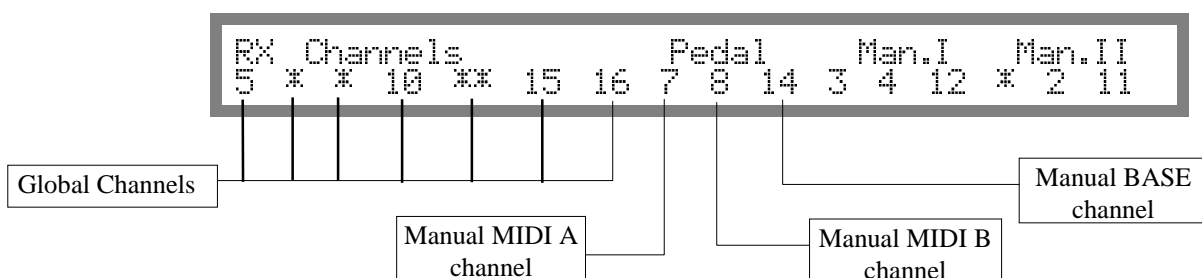 RX Channels Pedal Man.I Man.II
5 * * 10 ** 15 16 7 8 14 3 4 12 * 2 11
Global Channels
Manual BASE
channel
Manual MIDI A
channel
Manual MIDI B
channel